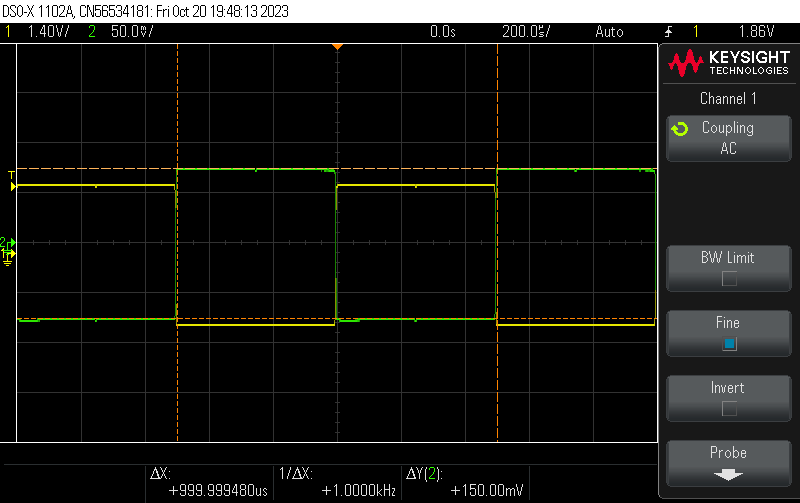 DSO-X 1102A, CN56534181: Fri Oct 20 19:48:13 2023
1 1.40V/ 2 50.0mV/ 0.0s 200.0us/ Auto 1 1.86V
KEYSIGHT
TECHNOLOGIES
Channel 1
Coupling
AC
T
2
BW Limit
Fine
Invert
Probe
ΔX:
+999.999480us
1/ΔX:
+1.0000kHz
ΔY(2):
+150.00mV